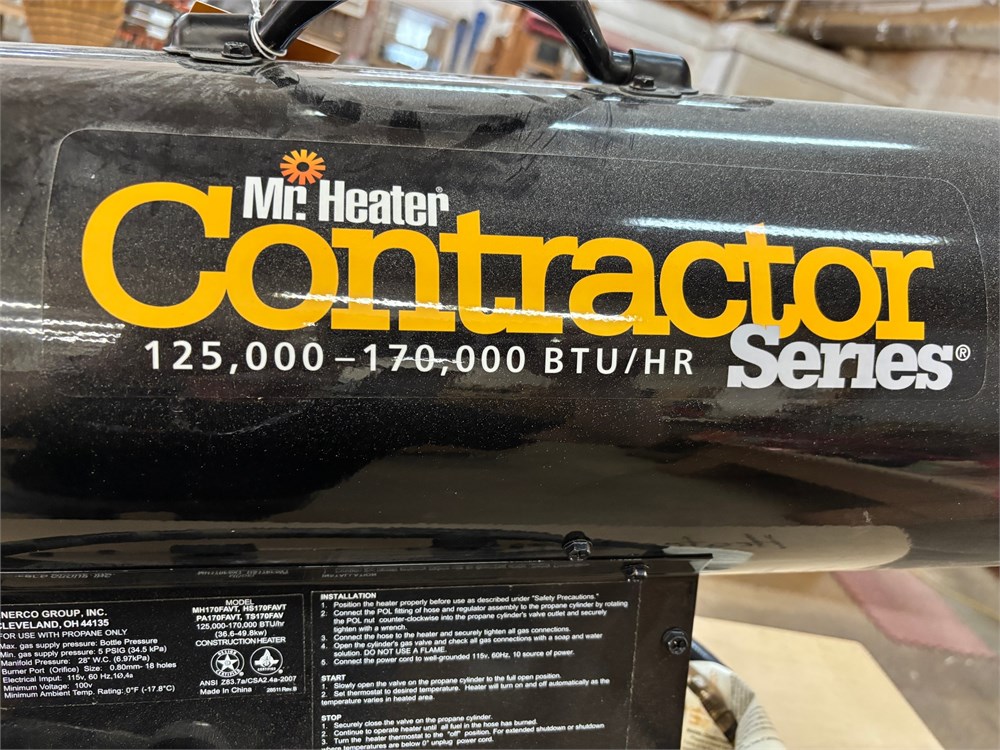 Mr. Heater®
Contractor
Series®
125,000 – 170,000 BTU/HR
ENERCO GROUP, INC.
CLEVELAND, OH 44135
FOR USE WITH PROPANE ONLY
Max. gas supply pressure: Bottle Pressure
Minimum gas supply pressure: 5 PSIG (34.5 kPa)
Manifold Pressure: 28" W.C. (6.97kPa)
Burner Port (Orifice) Size: 0.80mm- 18 holes
Electrical Input: 115v, 60 Hz,
Minimum Voltage: 100v
Minimum Ambient Temp. Rating: 0°F (-17.8°C)
MODEL
MH170FAVT, HS170FAVT
PA170FAVT, TB170FAV
125,000-170,000 BTU/hr
(36.6-49.8kw)
CONSTRUCTION HEATER
ANSI Z83.7a/CSA2.4a-2007
Made In China
INSTALLATION
1. Position the heater properly before use as described under "Safety Precautions."
2. Connect the POL fitting of hose and regulator assembly to the propane cylinder by rotating
the POL nut counter-clockwise into the propane cylinder's valve outlet and securely
tighten with a wrench.
3. Connect the hose to the heater and securely tighten all gas connections.
4. Open the cylinder's gas valve and check all gas connections with a soap and water
solution. DO NOT USE A FLAME.
5. Connect the power cord to well-grounded 115v, 60Hz, 10 source of power.
START
1. Slowly open the valve on the propane cylinder to the full open position.
2. Set thermostat to desired temperature. Heater will turn on and off automatically as the
temperature varies in heated area.
STOP
1. Securely close the valve on the propane cylinder.
2. Continue to operate heater until all fuel in the hose has burned.
3. Turn the heater thermostat to the "off" position. For extended shutdown or shutdown
where temperatures are below 0° unplug power cord.